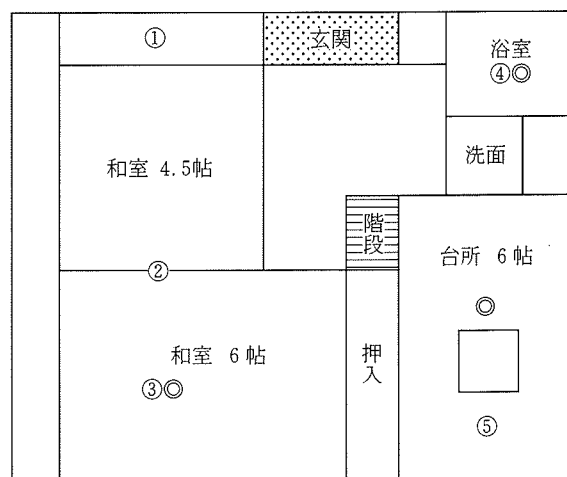 ① 玄関 浴室
④◎
和室 4.5帖
洗面
階段
台所 6帖
②
◎
和室 6帖
押入
③◎
⑤